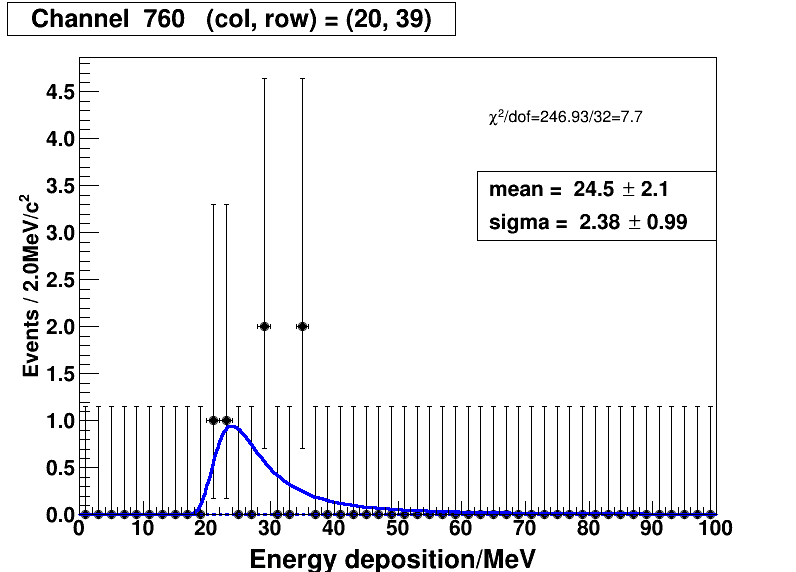 Channel  760   (col, row) = (20, 39)
χ²/dof=246.93/32=7.7
mean =  24.5 ± 2.1
sigma =  2.38 ± 0.99
Events / 2.0MeV/c²
4.5
4.0
3.5
3.0
2.5
2.0
1.5
1.0
0.5
0.0
0 10 20 30 40 50 60 70 80 90 100
Energy deposition/MeV